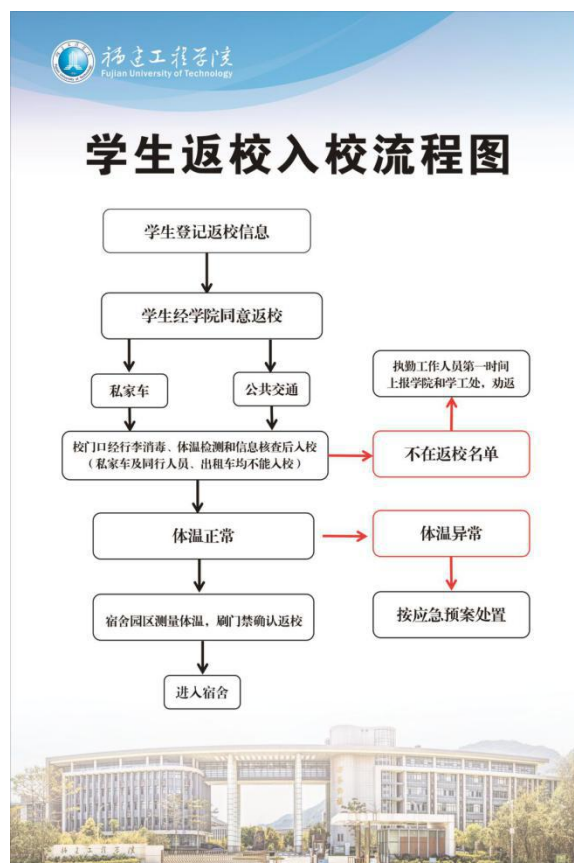 福建工程学院
Fujian University of Technology
学生返校入校流程图
学生登记返校信息
学生经学院同意返校
私家车
公共交通
执勤工作人员第一时间
上报学院和学工处，劝返
校门口经行李消毒、体温检测和信息核查后入校
（私家车及同行人员、出租车均不能入校）
不在返校名单
体温正常
体温异常
宿舍园区测量体温，刷门禁确认返校
按应急预案处置
进入宿舍
福建工程学院